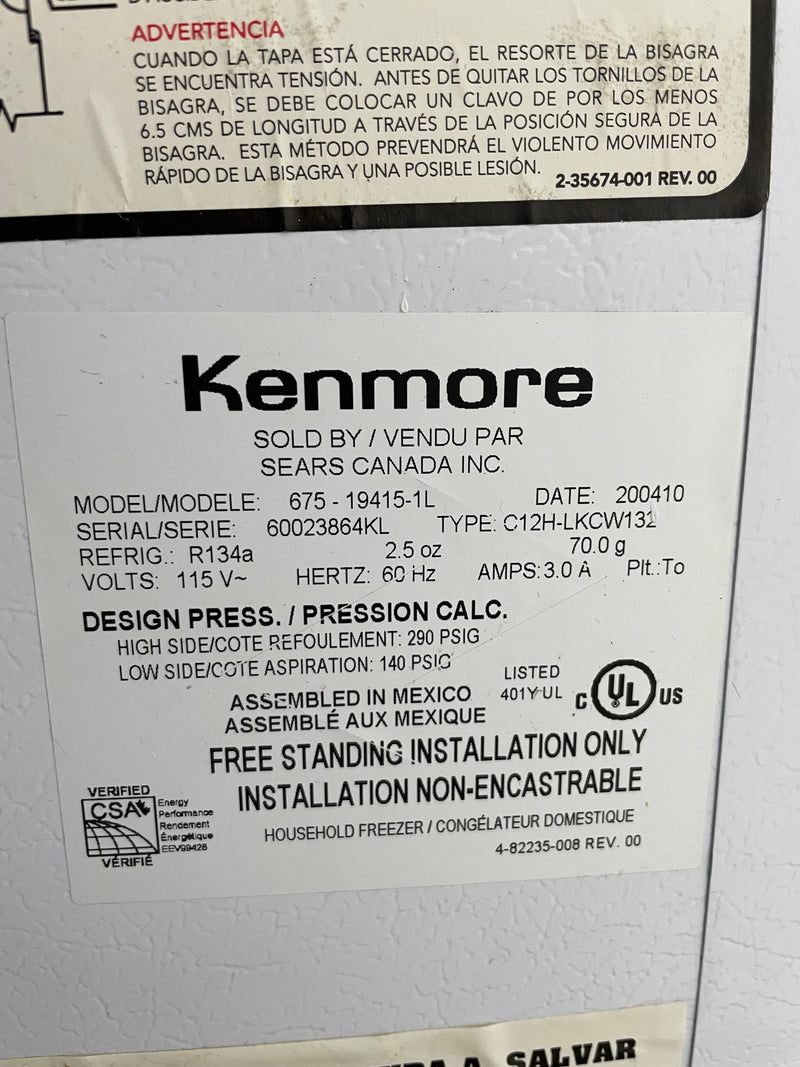 ADVERTENCIA
CUANDO LA TAPA ESTÁ CERRADO, EL RESORTE DE LA BISAGRA
SE ENCUENTRA TENSIÓN. ANTES DE QUITAR LOS TORNILLOS DE LA
BISAGRA, SE DEBE COLOCAR UN CLAVO DE POR LOS MENOS
6.5 CMS DE LONGITUD A TRAVÉS DE LA POSICIÓN SEGURA DE LA
BISAGRA. ESTA MÉTODO PREVENDRÁ EL VIOLENTO MOVIMIENTO
RÁPIDO DE LA BISAGRA Y UNA POSIBLE LESIÓN.
2-35674-001 REV. 00
Kenmore
SOLD BY / VENDU PAR
SEARS CANADA INC.
MODEL/MODELE: 675 - 19415-1L DATE: 200410
SERIAL/SERIE: 60023864KL TYPE: C12H-LKCW132
REFRIG.: R134a 2.5 oz 70.0 g
VOLTS: 115 V~ HERTZ: 60 Hz AMPS: 3.0 A Plt.:To
DESIGN PRESS. / PRESSION CALC.
HIGH SIDE/COTE REFOULEMENT: 290 PSIG
LOW SIDE/COTE ASPIRATION: 140 PSIG
ASSEMBLED IN MEXICO
ASSEMBLÉ AUX MEXIQUE
LISTED
401Y UL
C UL US
FREE STANDING INSTALLATION ONLY
INSTALLATION NON-ENCASTRABLE
HOUSEHOLD FREEZER / CONGÉLATEUR DOMESTIQUE
4-82235-008 REV. 00
VERIFIED
CSA
VÉRIFIÉ
Energy
Performance
Rendement
Énergétique
EEV99428
A SALVAR